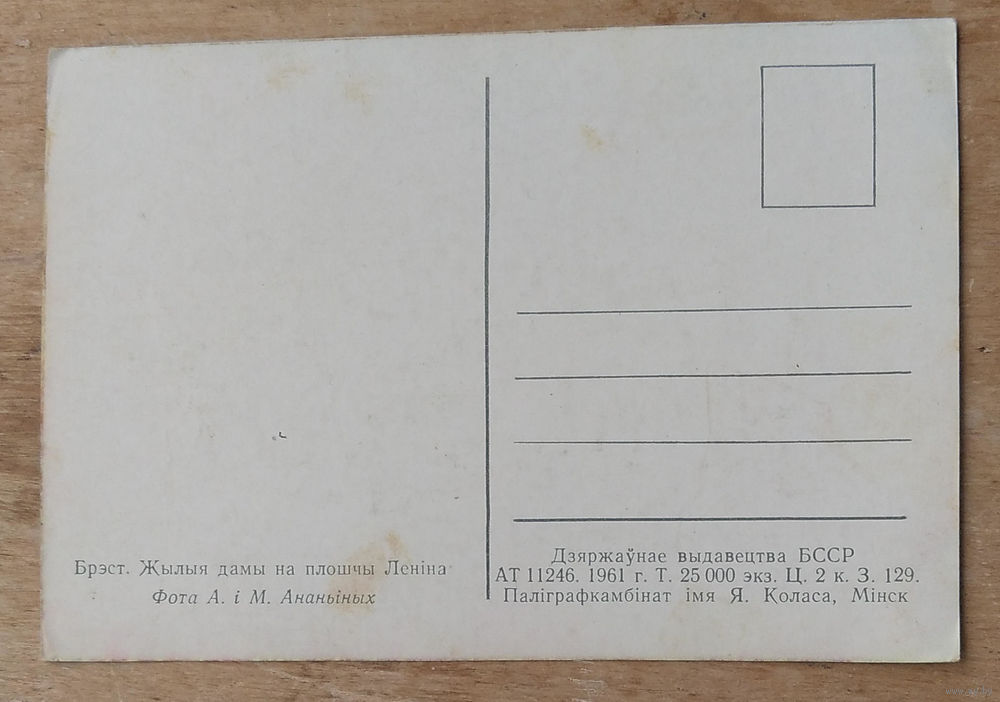 Брэст. Жылыя дамы на плошчы Леніна
Фота А. і М. Ананьіных
Дзяржаўнае выдавецтва БССР
АТ 11246. 1961 г. Т. 25 000 экз. Ц. 2 к. З. 129.
Паліграфкамбінат імя Я. Коласа, Мінск